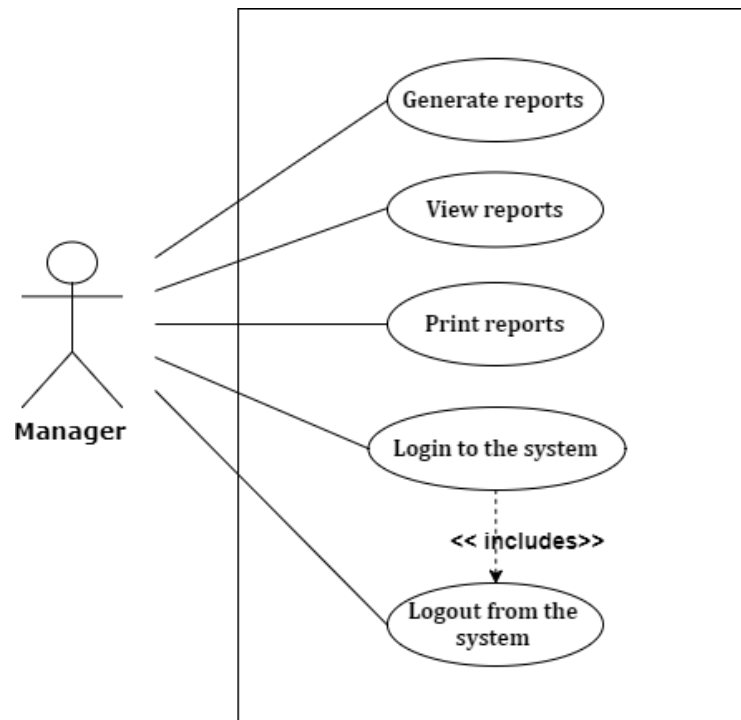 Generate reports
View reports
Print reports
Manager
Login to the system
<< includes>>
Logout from the
system